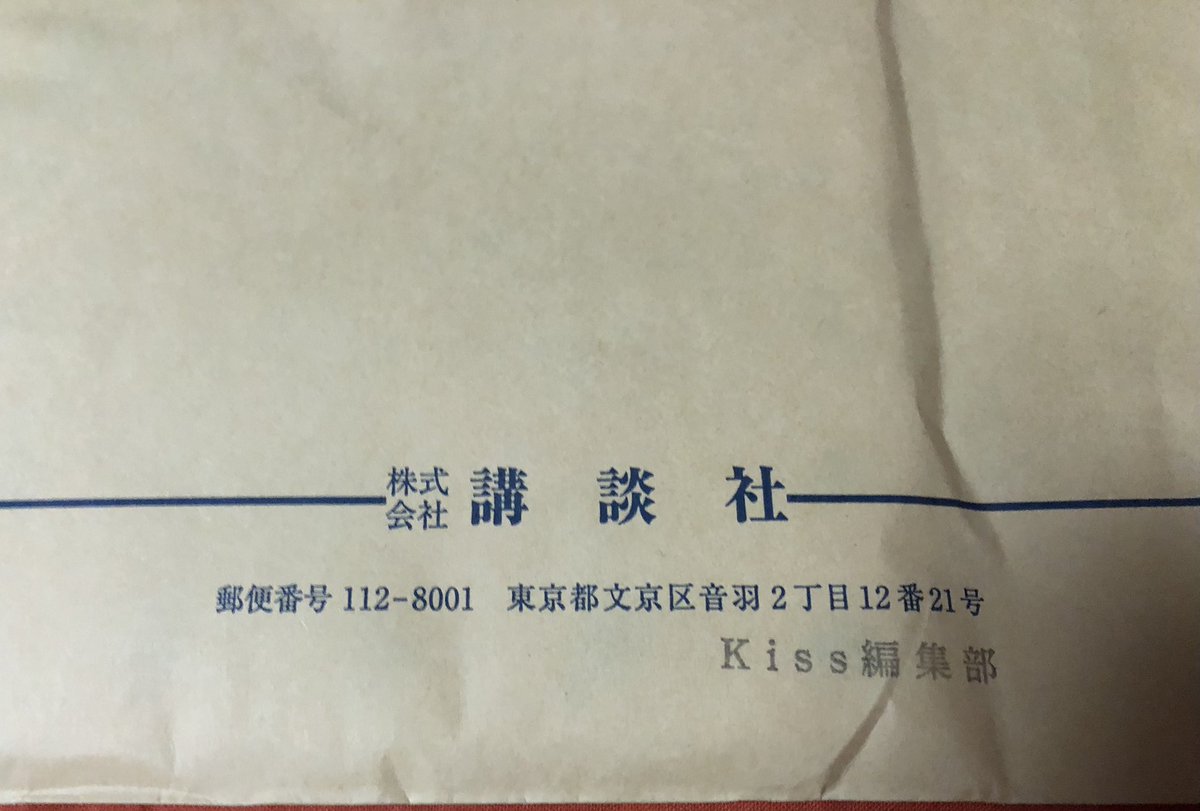 株式会社 講談社
郵便番号 112-8001 東京都文京区音羽2丁目12番21号
Kiss編集部